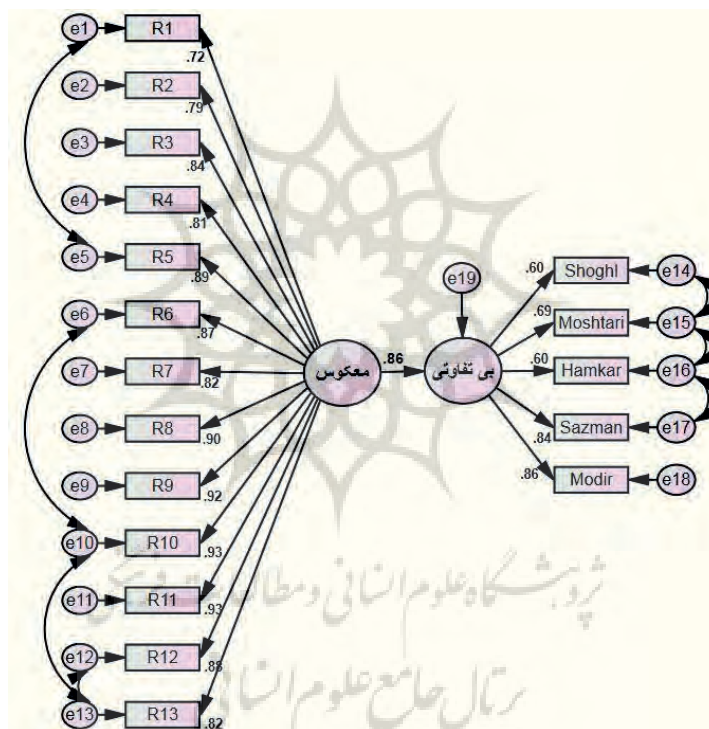 e1 R1 .72
e2 R2 .79
e3 R3 .84
e4 R4 .81
e5 R5 .89
e6 R6 .87
e7 R7 .82
e8 R8 .90
e9 R9 .92
e10 R10 .93
e11 R11 .93
e12 R12 .88
e13 R13 .82
معکوس
.86
بی تفاوتی
e19
.60 Shoghl e14
.69 Moshtari e15
.60 Hamkar e16
.84 Sazman e17
.86 Modir e18
پژوهشگاه علوم انسانی و مطالعات فرهنگی
پرتال جامع علوم انسانی